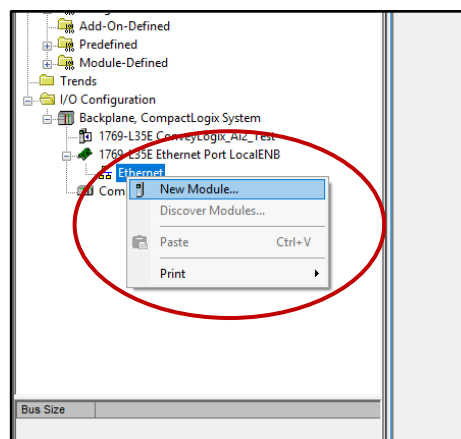 Add-On-Defined
Predefined
Module-Defined
Trends
I/O Configuration
Backplane, CompactLogix System
1769-L35E ConveyLogix_AI2_Test
1769-L35E Ethernet Port LocalENB
Ethernet
Com
New Module...
Discover Modules...
Paste Ctrl+V
Print
Bus Size